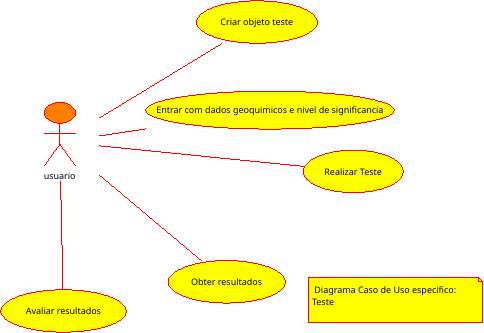 Criar objeto teste
Entrar com dados geoquimicos e nivel de significancia
Realizar Teste
usuario
Obter resultados
Avaliar resultados
Diagrama Caso de Uso especifico:
Teste